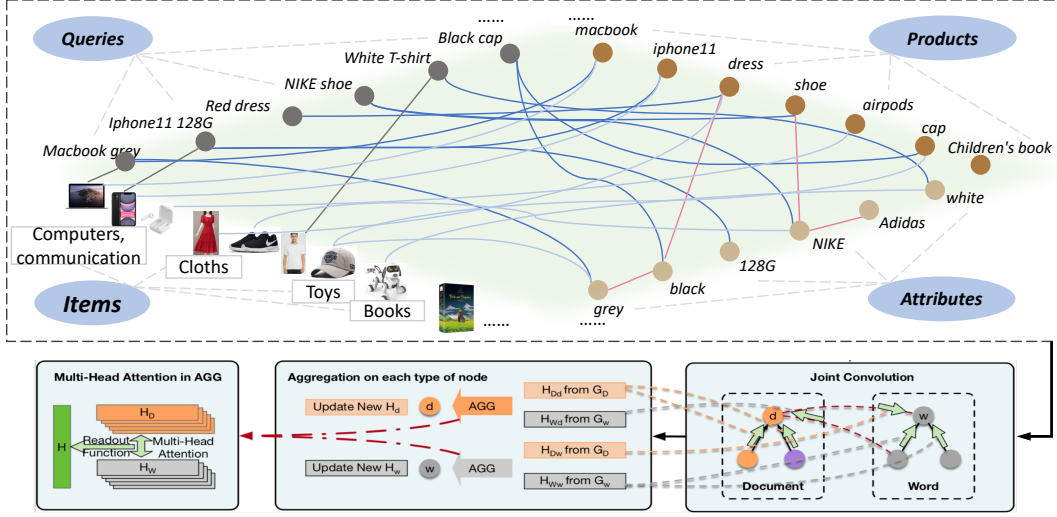 ……
……
Queries
Products
Black cap
macbook
iphone11
White T-shirt
dress
NIKE shoe
shoe
Red dress
airpods
Iphone11 128G
cap
Macbook grey
Children's book
white
Computers,
communication
Adidas
NIKE
Cloths
128G
Toys
black
Items
Books
grey
Attributes
……
……
Multi-Head Attention in AGG
H
H_D
Readout
Function
Multi-Head
Attention
H_W
Aggregation on each type of node
Update New H_d
d
AGG
Update New H_w
w
AGG
H_Dd from G_D
H_Wd from G_w
H_Dw from G_D
H_Ww from G_w
Joint Convolution
d
w
Document
Word